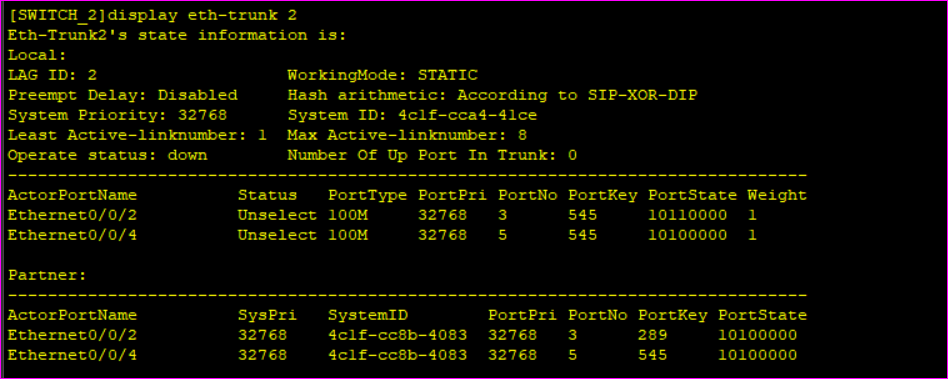 [SWITCH_2]display eth-trunk 2
Eth-Trunk2's state information is:
Local:
LAG ID: 2                   WorkingMode: STATIC
Preempt Delay: Disabled     Hash arithmetic: According to SIP-XOR-DIP
System Priority: 32768      System ID: 4c1f-cca4-41ce
Least Active-linknumber: 1  Max Active-linknumber: 8
Operate status: down        Number Of Up Port In Trunk: 0
--------------------------------------------------------------------------------
ActorPortName          Status   PortType PortPri PortNo PortKey PortState Weight
Ethernet0/0/2          Unselect 100M     32768   3      545     10110000  1
Ethernet0/0/4          Unselect 100M     32768   5      545     10100000  1

Partner:
--------------------------------------------------------------------------------
ActorPortName          SysPri   SystemID        PortPri PortNo PortKey PortState
Ethernet0/0/2          32768    4c1f-cc8b-4083  32768   3      289     10100000
Ethernet0/0/4          32768    4c1f-cc8b-4083  32768   5      545     10100000